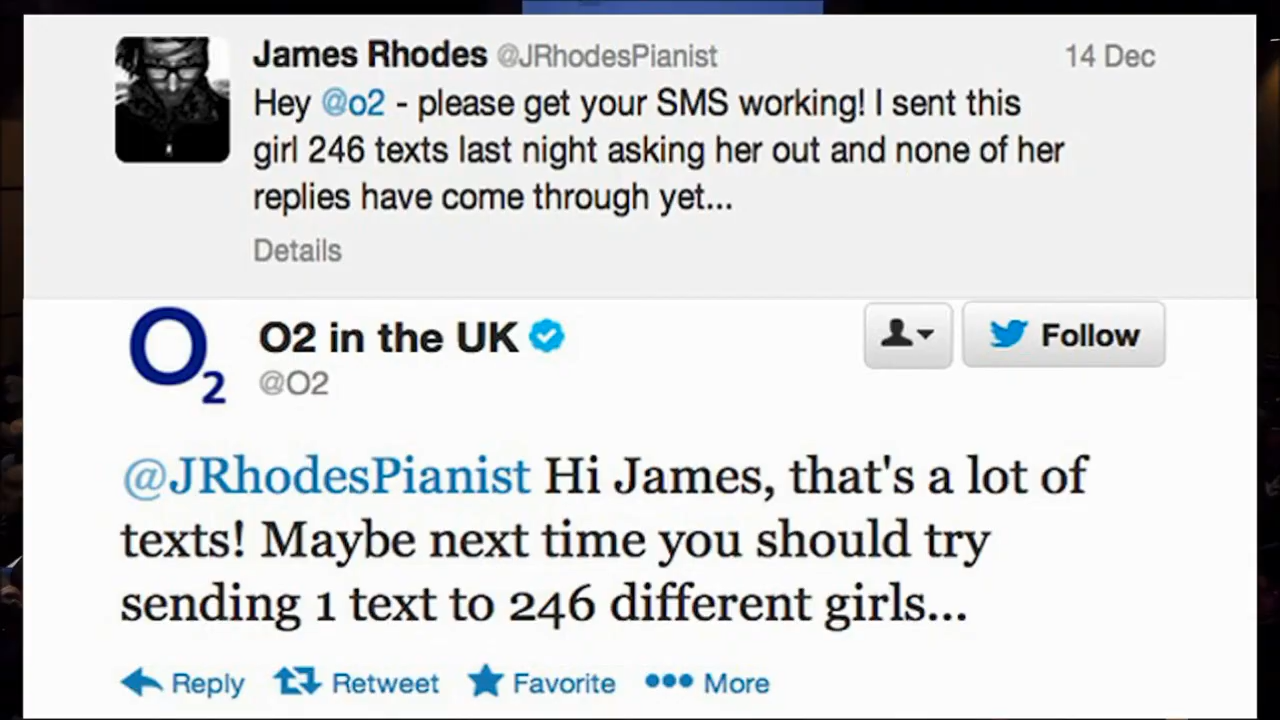 James Rhodes @JRhodesPianist 14 Dec
Hey @o2 - please get your SMS working! I sent this
girl 246 texts last night asking her out and none of her
replies have come through yet...
Details
O2
O2 in the UK
Follow
@O2
@JRhodesPianist Hi James, that's a lot of
texts! Maybe next time you should try
sending 1 text to 246 different girls...
Reply Retweet Favorite More